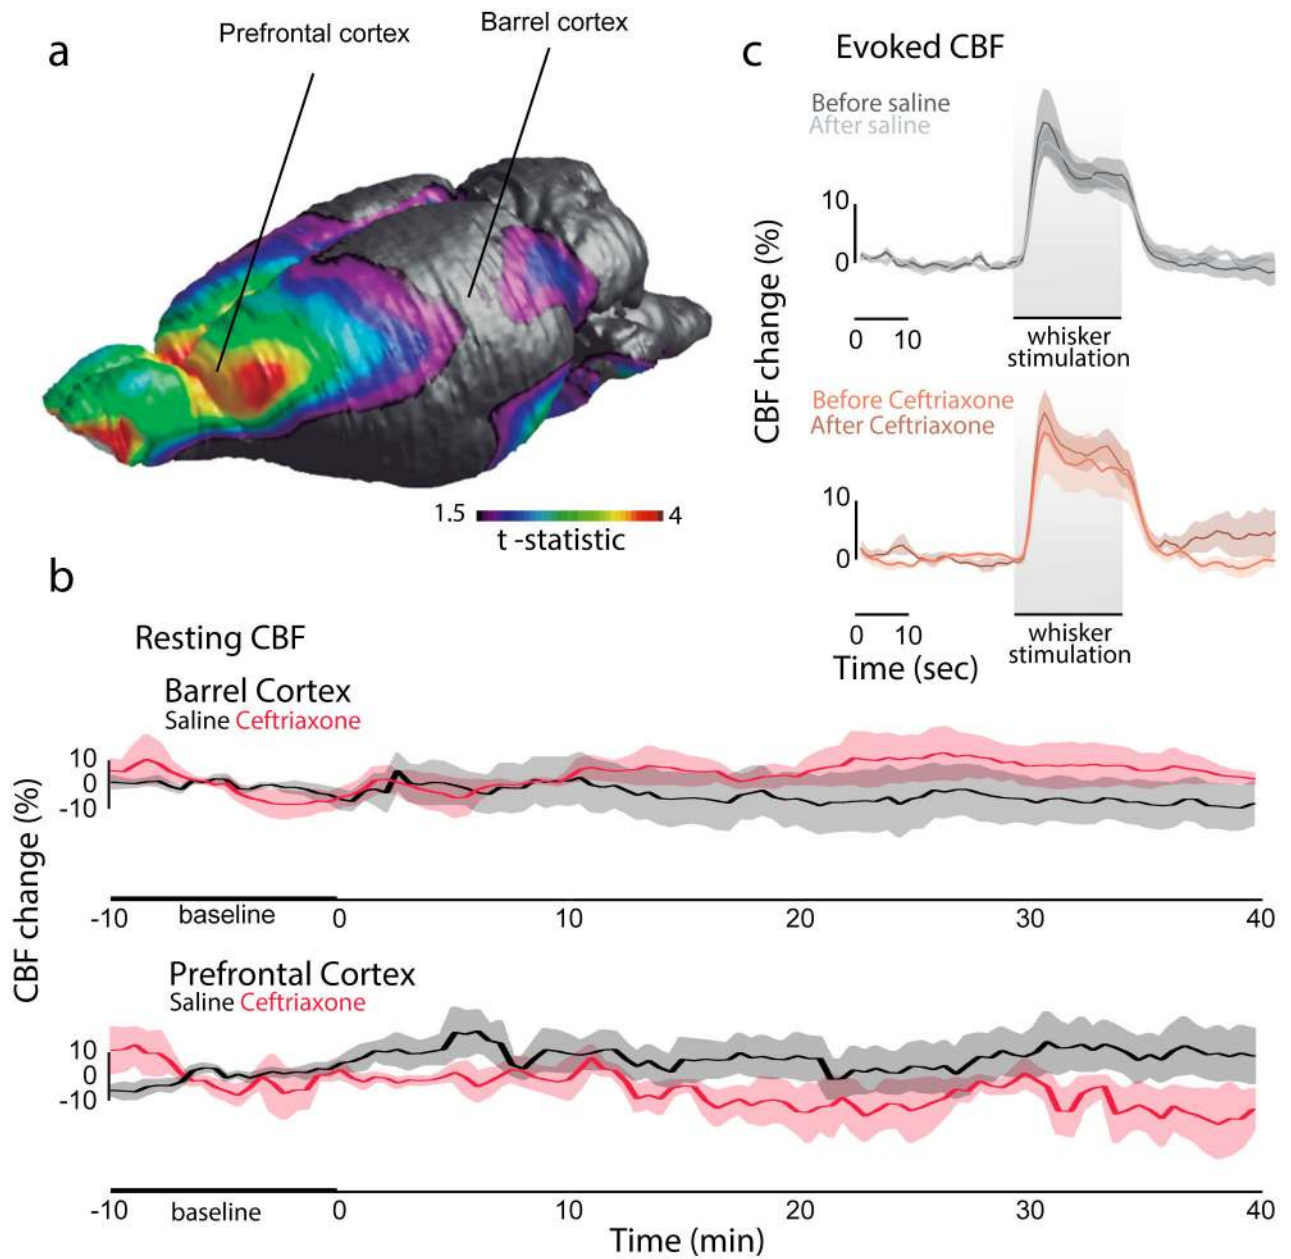 a
Prefrontal cortex
Barrel cortex
1.5
4
t -statistic
c
Evoked CBF
Before saline
After saline
CBF change (%)
10
0
0 10
whisker
stimulation
Before Ceftriaxone
After Ceftriaxone
10
0
0 10
whisker
stimulation
Time (sec)
b
Resting CBF
Barrel Cortex
Saline Ceftriaxone
CBF change (%)
10
0
-10
-10 baseline 0 10 20 30 40
Prefrontal Cortex
Saline Ceftriaxone
10
0
-10
-10 baseline 0 10 20 30 40
Time (min)